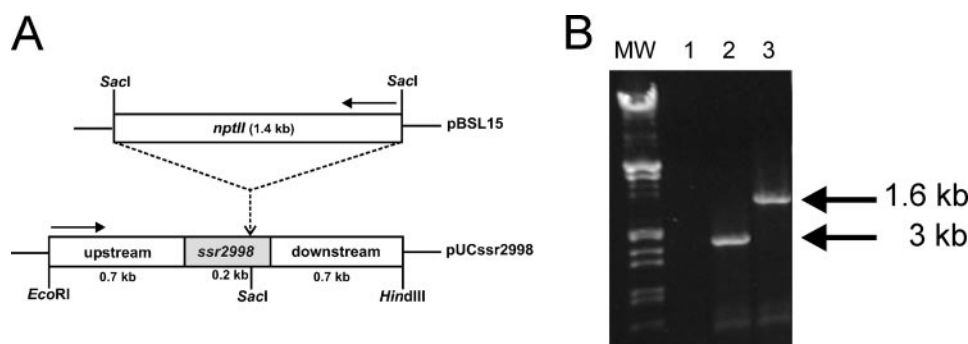 A
SacI
SacI
nptII (1.4 kb)
pBSL15
upstream
ssr2998
downstream
pUCssr2998
0.7 kb
0.2 kb
0.7 kb
EcoRI
SacI
HindIII
B
MW 1 2 3
1.6 kb
3 kb